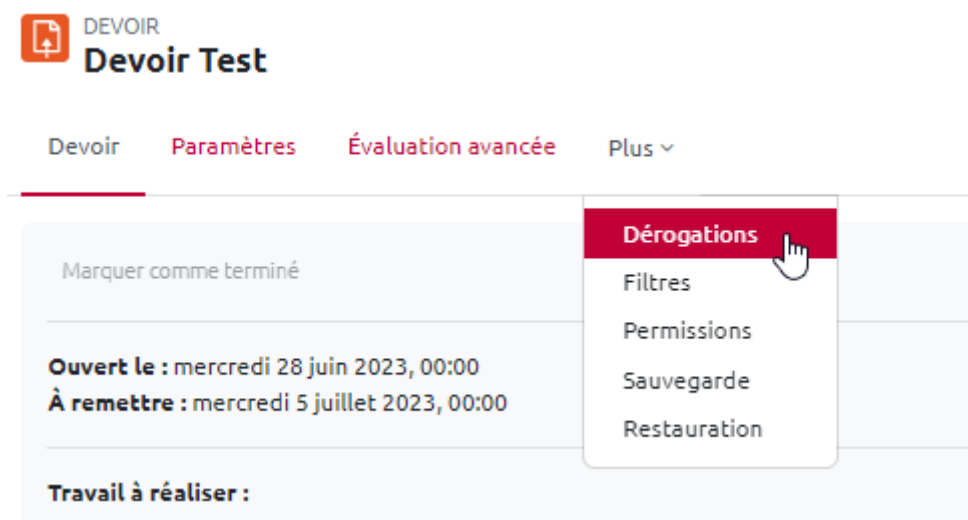 DEVOIR
Devoir Test
Devoir Paramètres Évaluation avancée Plus
Dérogations
Marquer comme terminé
Filtres
Permissions
Ouvert le : mercredi 28 juin 2023, 00:00
Sauvegarde
À remettre : mercredi 5 juillet 2023, 00:00
Restauration
Travail à réaliser :